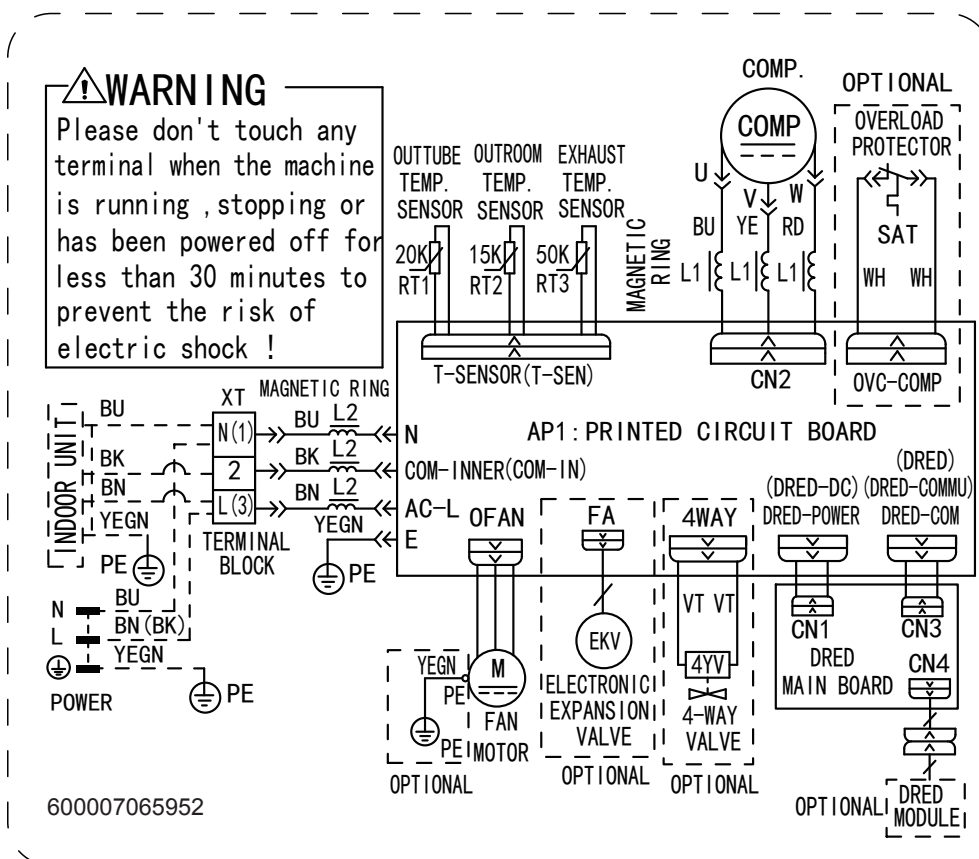 WARNING
Please don't touch any
terminal when the machine
is running ,stopping or
has been powered off for
less than 30 minutes to
prevent the risk of
electric shock !
OUTTUBE OUTROOM EXHAUST
TEMP. TEMP. TEMP.
SENSOR SENSOR SENSOR
20K 15K 50K
RT1 RT2 RT3
T-SENSOR(T-SEN)
MAGNETIC
RING
COMP.
COMP
U V W
BU YE RD
L1 L1 L1
CN2
OPTIONAL
OVERLOAD
PROTECTOR
SAT
WH WH
OVC-COMP
AP1:PRINTED CIRCUIT BOARD
INDOOR UNIT
BU
BK
BN
YEGN
PE
XT
N(1)
2
L(3)
TERMINAL
BLOCK
MAGNETIC RING
BU L2
BK L2
BN L2
YEGN
PE
N
COM-INNER(COM-IN)
AC-L
E
N
L
POWER
BU
BN(BK)
YEGN
PE
OFAN
YEGN
PE
PE
M
FAN
MOTOR
OPTIONAL
FA
EKV
ELECTRONIC
EXPANSION
VALVE
OPTIONAL
4WAY
VT VT
4YV
4-WAY
VALVE
OPTIONAL
(DRED)
(DRED-DC) (DRED-COMMU)
DRED-POWER DRED-COM
CN1 CN3
DRED
MAIN BOARD
CN4
OPTIONAL
DRED
MODULE
600007065952